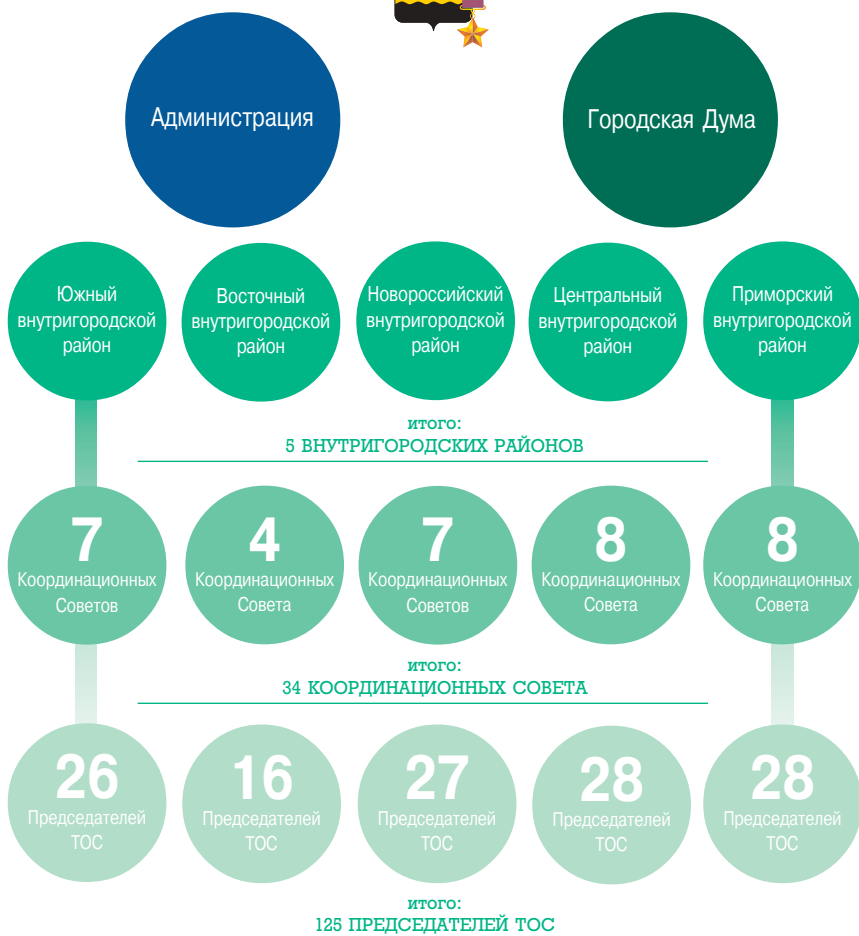 Администрация
Городская Дума
Южный
внутригородской
район
Восточный
внутригородской
район
Новороссийский
внутригородской
район
Центральный
внутригородской
район
Приморский
внутригородской
район
ИТОГО:
5 ВНУТРИГОРОДСКИХ РАЙОНОВ
7
Координационных
Советов
4
Координационных
Совета
7
Координационных
Советов
8
Координационных
Совета
8
Координационных
Совета
ИТОГО:
34 КООРДИНАЦИОННЫХ СОВЕТА
26
Председателей
ТОС
16
Председателей
ТОС
27
Председателей
ТОС
28
Председателей
ТОС
28
Председателей
ТОС
ИТОГО:
125 ПРЕДСЕДАТЕЛЕЙ ТОС